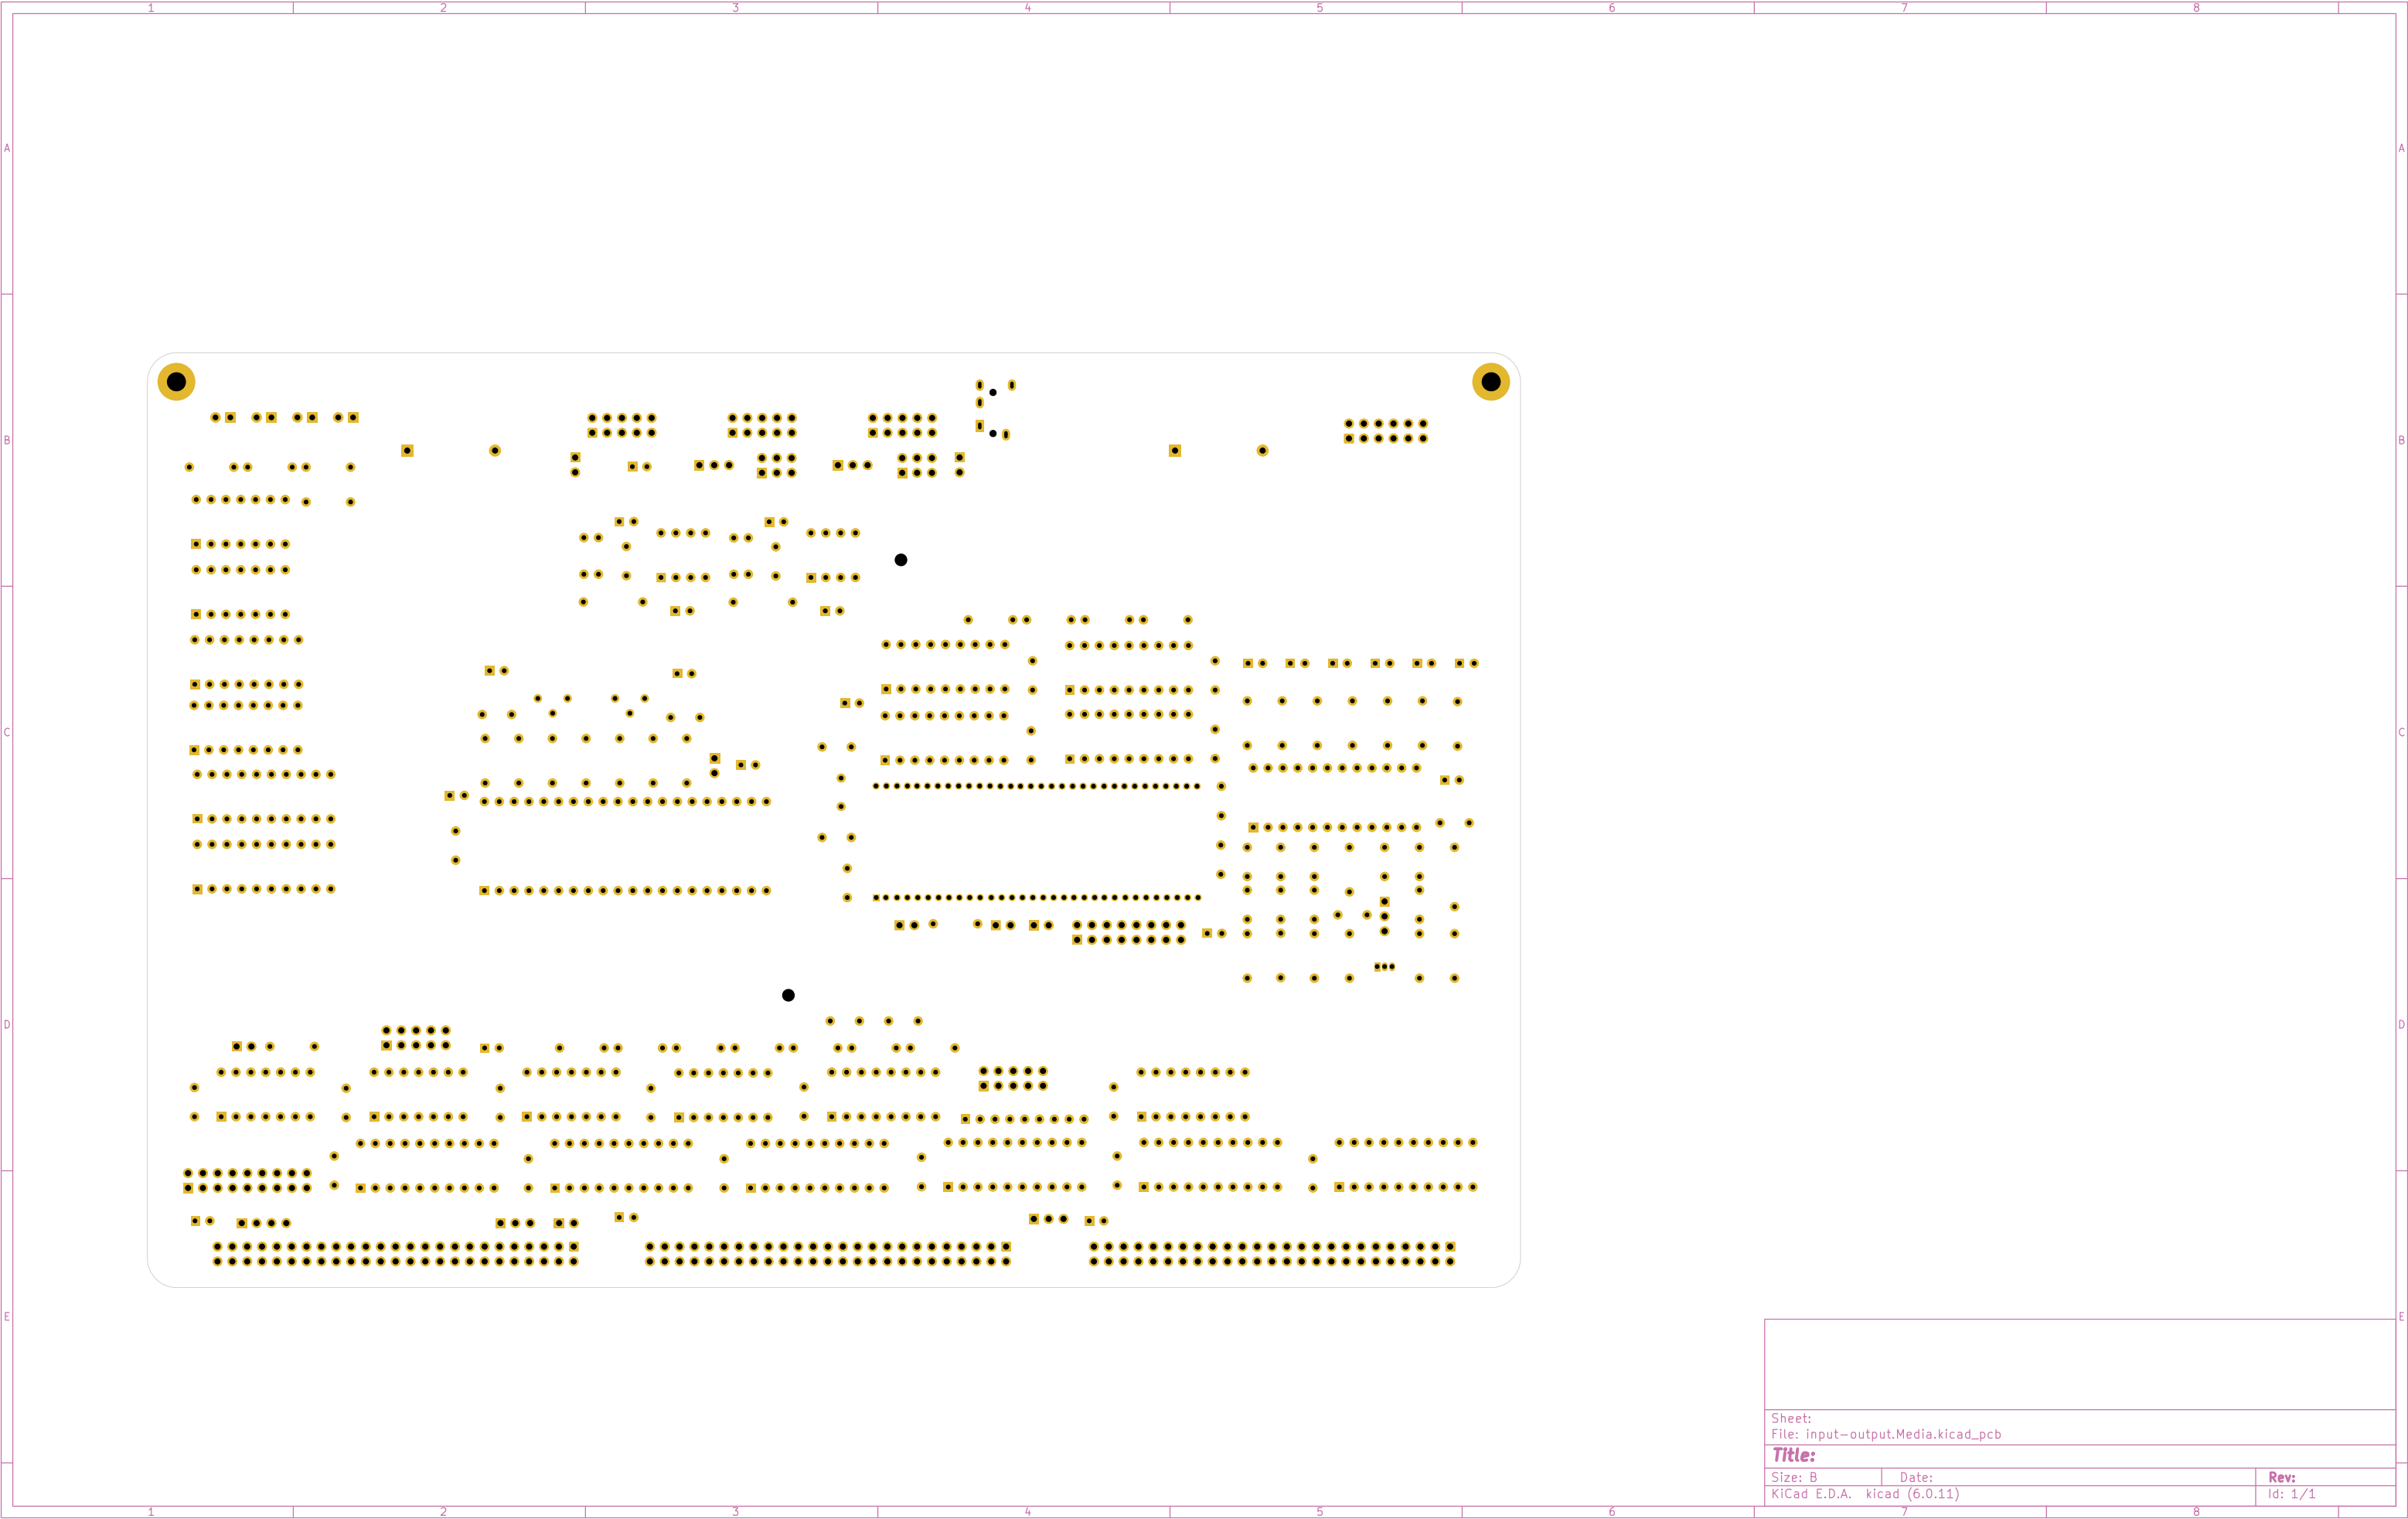 1 2 3 4 5 6 7 8
A A
B B
C C
D D
E E
Sheet:
File: input-output.Media.kicad_pcb
Title:
Size: B Date: Rev:
KiCad E.D.A. kicad (6.0.11) Id: 1/1
1 2 3 4 5 6 7 8